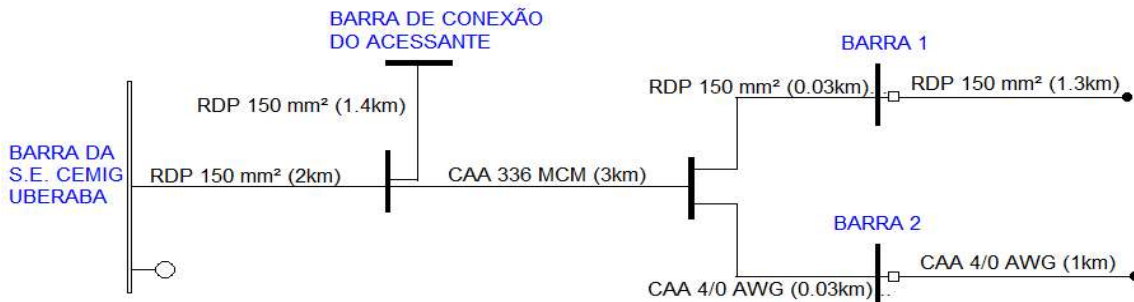 BARRA DE CONEXÃO
DO ACESSANTE
BARRA 1
RDP 150 mm² (0.03km)...
RDP 150 mm² (1.3km)
RDP 150 mm² (1.4km)
BARRA DA
S.E. CEMIG
UBERABA
RDP 150 mm² (2km)
CAA 336 MCM (3km)
BARRA 2
CAA 4/0 AWG (1km)
CAA 4/0 AWG (0.03km)...